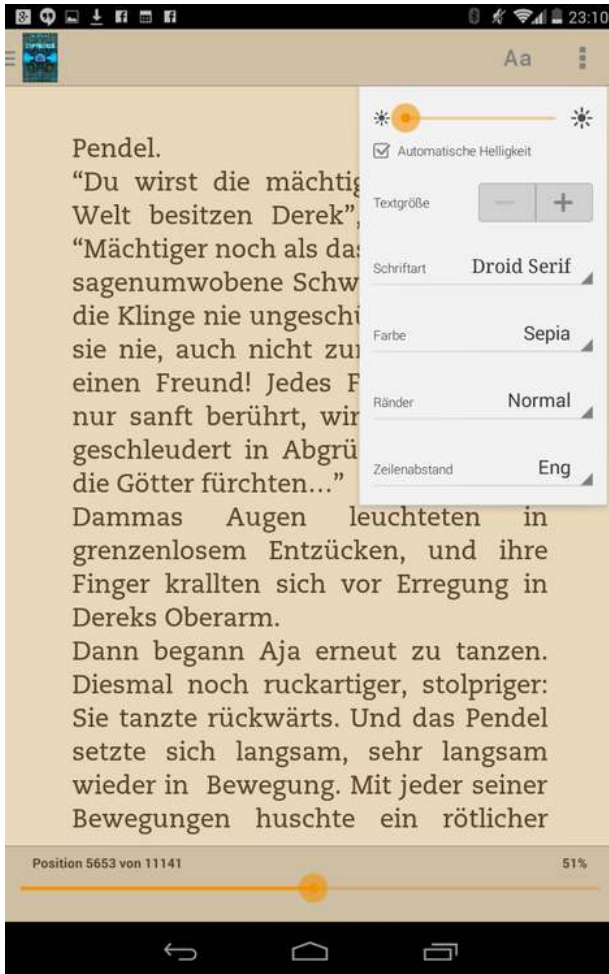 23:10
Aa
Pendel.
“Du wirst die mächtig
Welt besitzen Derek”,
“Mächtiger noch als das
sagenumwobene Schw
die Klinge nie ungeschü
sie nie, auch nicht zur
einen Freund! Jedes F
nur sanft berührt, wir
geschleudert in Abgrü
die Götter fürchten…”
Dammas Augen leuchteten in
grenzenlosem Entzücken, und ihre
Finger krallten sich vor Erregung in
Dereks Oberarm.
Dann begann Aja erneut zu tanzen.
Diesmal noch ruckartiger, stolpriger:
Sie tanzte rückwärts. Und das Pendel
setzte sich langsam, sehr langsam
wieder in Bewegung. Mit jeder seiner
Bewegungen huschte ein rötlicher
Automatische Helligkeit
Textgröße
Schriftart Droid Serif
Farbe Sepia
Ränder Normal
Zeilenabstand Eng
Position 5653 von 11141 51%